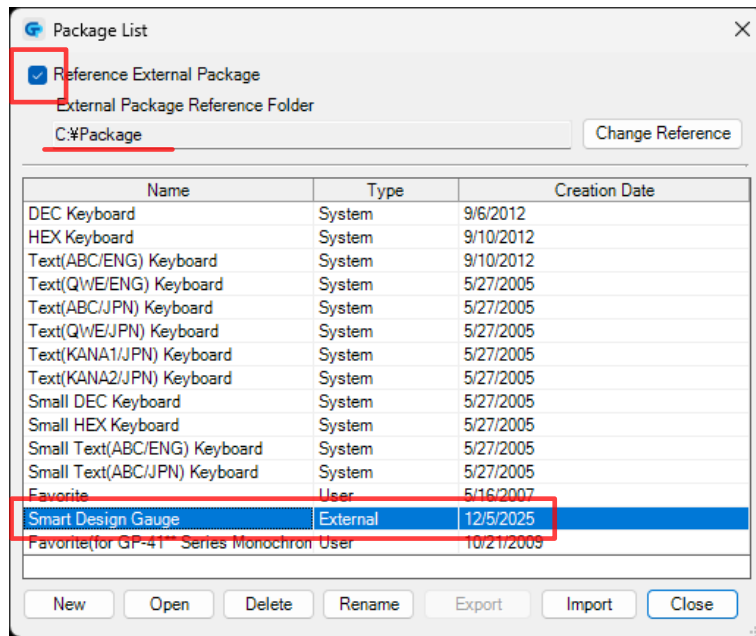 Package List
Reference External Package
External Package Reference Folder
C:¥Package
Change Reference
Name Type Creation Date
DEC Keyboard System 9/6/2012
HEX Keyboard System 9/10/2012
Text(ABC/ENG) Keyboard System 9/10/2012
Text(QWE/ENG) Keyboard System 5/27/2005
Text(ABC/JPN) Keyboard System 5/27/2005
Text(QWE/JPN) Keyboard System 5/27/2005
Text(KANA1/JPN) Keyboard System 5/27/2005
Text(KANA2/JPN) Keyboard System 5/27/2005
Small DEC Keyboard System 5/27/2005
Small HEX Keyboard System 5/27/2005
Small Text(ABC/ENG) Keyboard System 5/27/2005
Small Text(ABC/JPN) Keyboard System 5/27/2005
Favorite User 5/16/2007
Smart Design Gauge External 12/5/2025
Favorite(for GP-41** Series Monochron User 10/21/2009
New Open Delete Rename Export Import Close